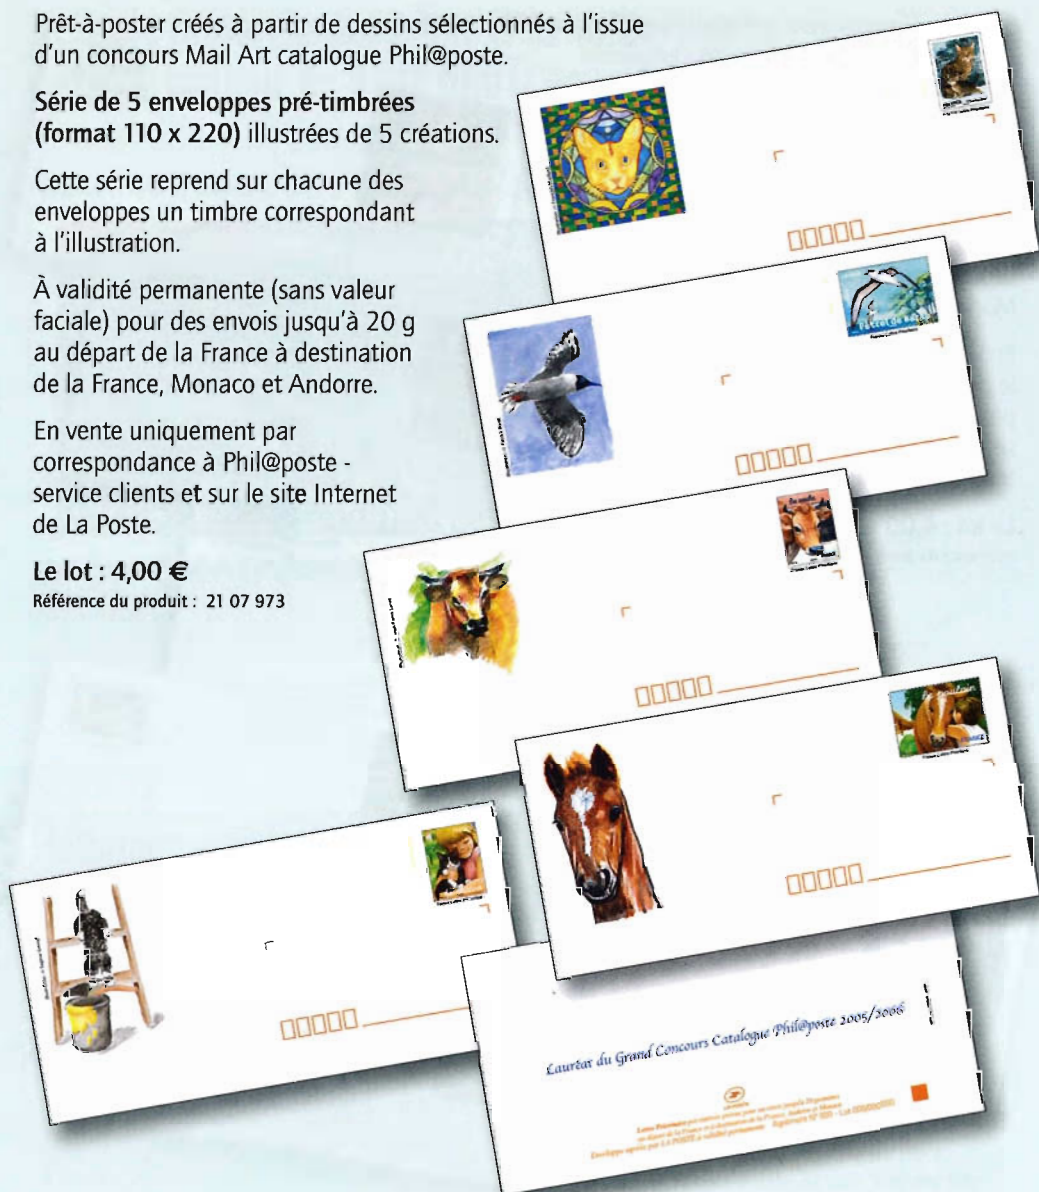 Prêt-à-poster créés à partir de dessins sélectionnés à l'issue
d'un concours Mail Art catalogue Phil@poste.
Série de 5 enveloppes pré-timbrées
(format 110 x 220) illustrées de 5 créations.
Cette série reprend sur chacune des
enveloppes un timbre correspondant
à l'illustration.
À validité permanente (sans valeur
faciale) pour des envois jusqu'à 20 g
au départ de la France à destination
de la France, Monaco et Andorre.
En vente uniquement par
correspondance à Phil@poste -
service clients et sur le site Internet
de La Poste.
Le lot : 4,00 €
Référence du produit : 21 07 973
Lauréat du Grand Concours Catalogue Phil@poste 2005/2006